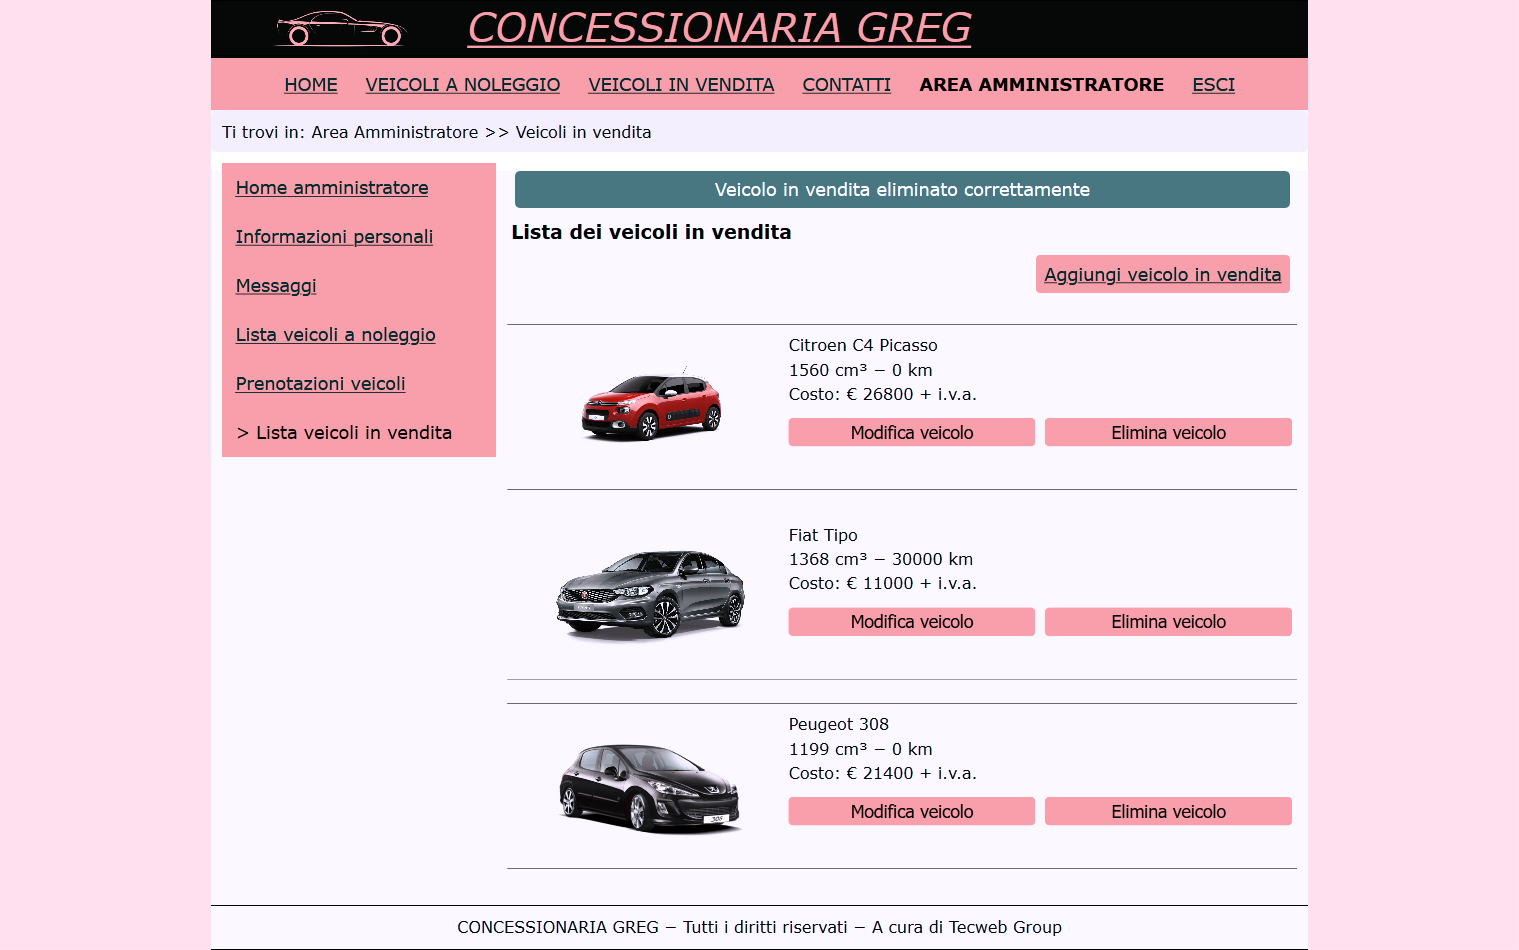 CONCESSIONARIA GREG
HOME VEICOLI A NOLEGGIO VEICOLI IN VENDITA CONTATTI AREA AMMINISTRATORE ESCI
Ti trovi in: Area Amministratore >> Veicoli in vendita
Home amministratore
Informazioni personali
Messaggi
Lista veicoli a noleggio
Prenotazioni veicoli
> Lista veicoli in vendita
Veicolo in vendita eliminato correttamente
Lista dei veicoli in vendita
Aggiungi veicolo in vendita
Citroen C4 Picasso
1560 cm³ − 0 km
Costo: € 26800 + i.v.a.
Modifica veicolo Elimina veicolo
Fiat Tipo
1368 cm³ − 30000 km
Costo: € 11000 + i.v.a.
Modifica veicolo Elimina veicolo
Peugeot 308
1199 cm³ − 0 km
Costo: € 21400 + i.v.a.
308
Modifica veicolo Elimina veicolo
CONCESSIONARIA GREG − Tutti i diritti riservati − A cura di Tecweb Group